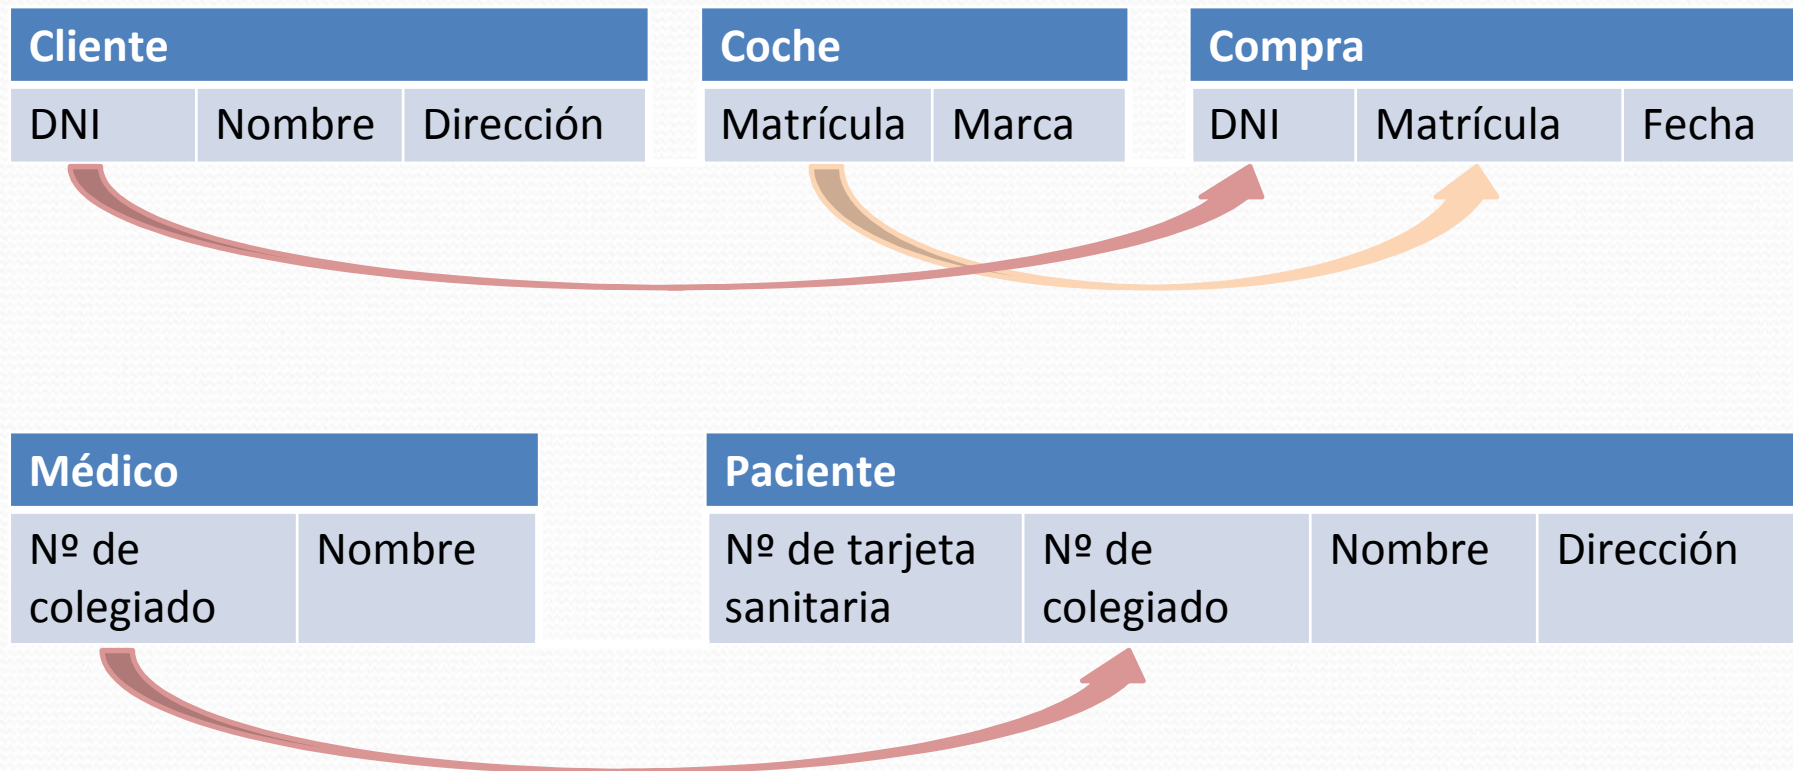 Cliente
DNI Nombre Dirección
Coche
Matrícula Marca
Compra
DNI Matrícula Fecha
Médico
Nº de colegiado
Nombre
Paciente
Nº de tarjeta sanitaria
Nº de colegiado
Nombre
Dirección